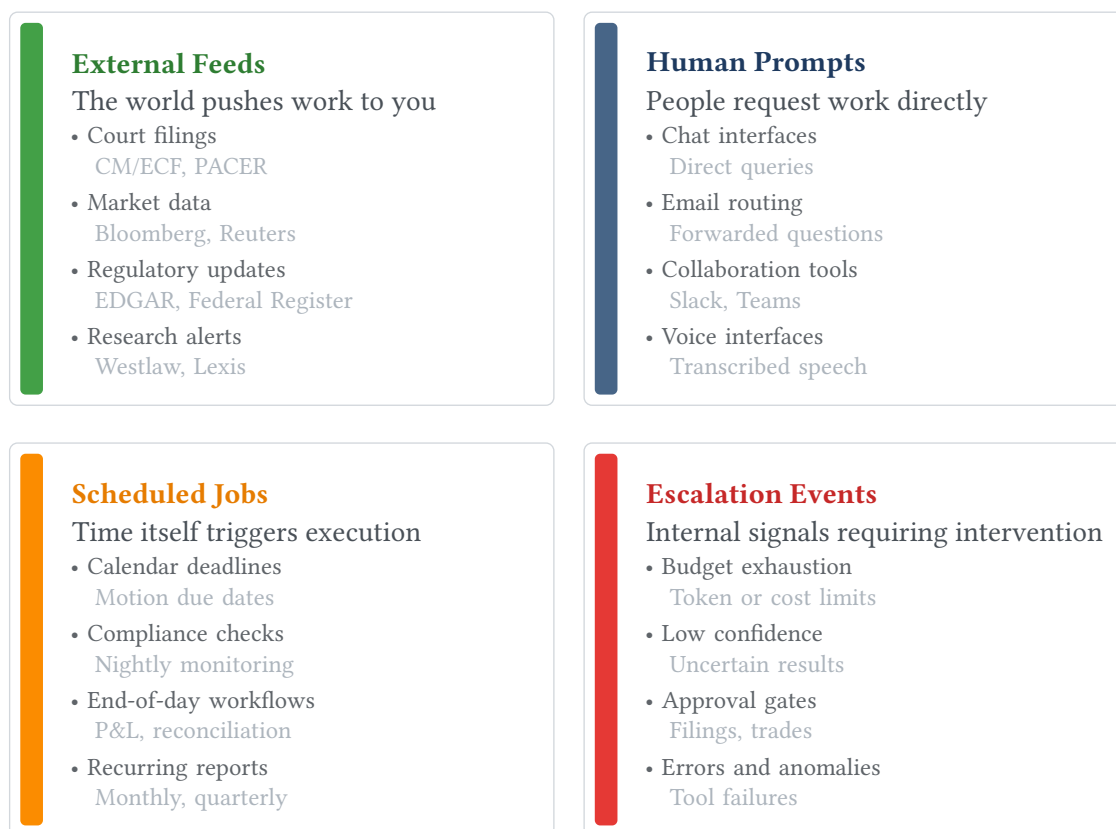 External Feeds
The world pushes work to you
• Court filings
CM/ECF, PACER
• Market data
Bloomberg, Reuters
• Regulatory updates
EDGAR, Federal Register
• Research alerts
Westlaw, Lexis
Human Prompts
People request work directly
• Chat interfaces
Direct queries
• Email routing
Forwarded questions
• Collaboration tools
Slack, Teams
• Voice interfaces
Transcribed speech
Scheduled Jobs
Time itself triggers execution
• Calendar deadlines
Motion due dates
• Compliance checks
Nightly monitoring
• End-of-day workflows
P&L, reconciliation
• Recurring reports
Monthly, quarterly
Escalation Events
Internal signals requiring intervention
• Budget exhaustion
Token or cost limits
• Low confidence
Uncertain results
• Approval gates
Filings, trades
• Errors and anomalies
Tool failures